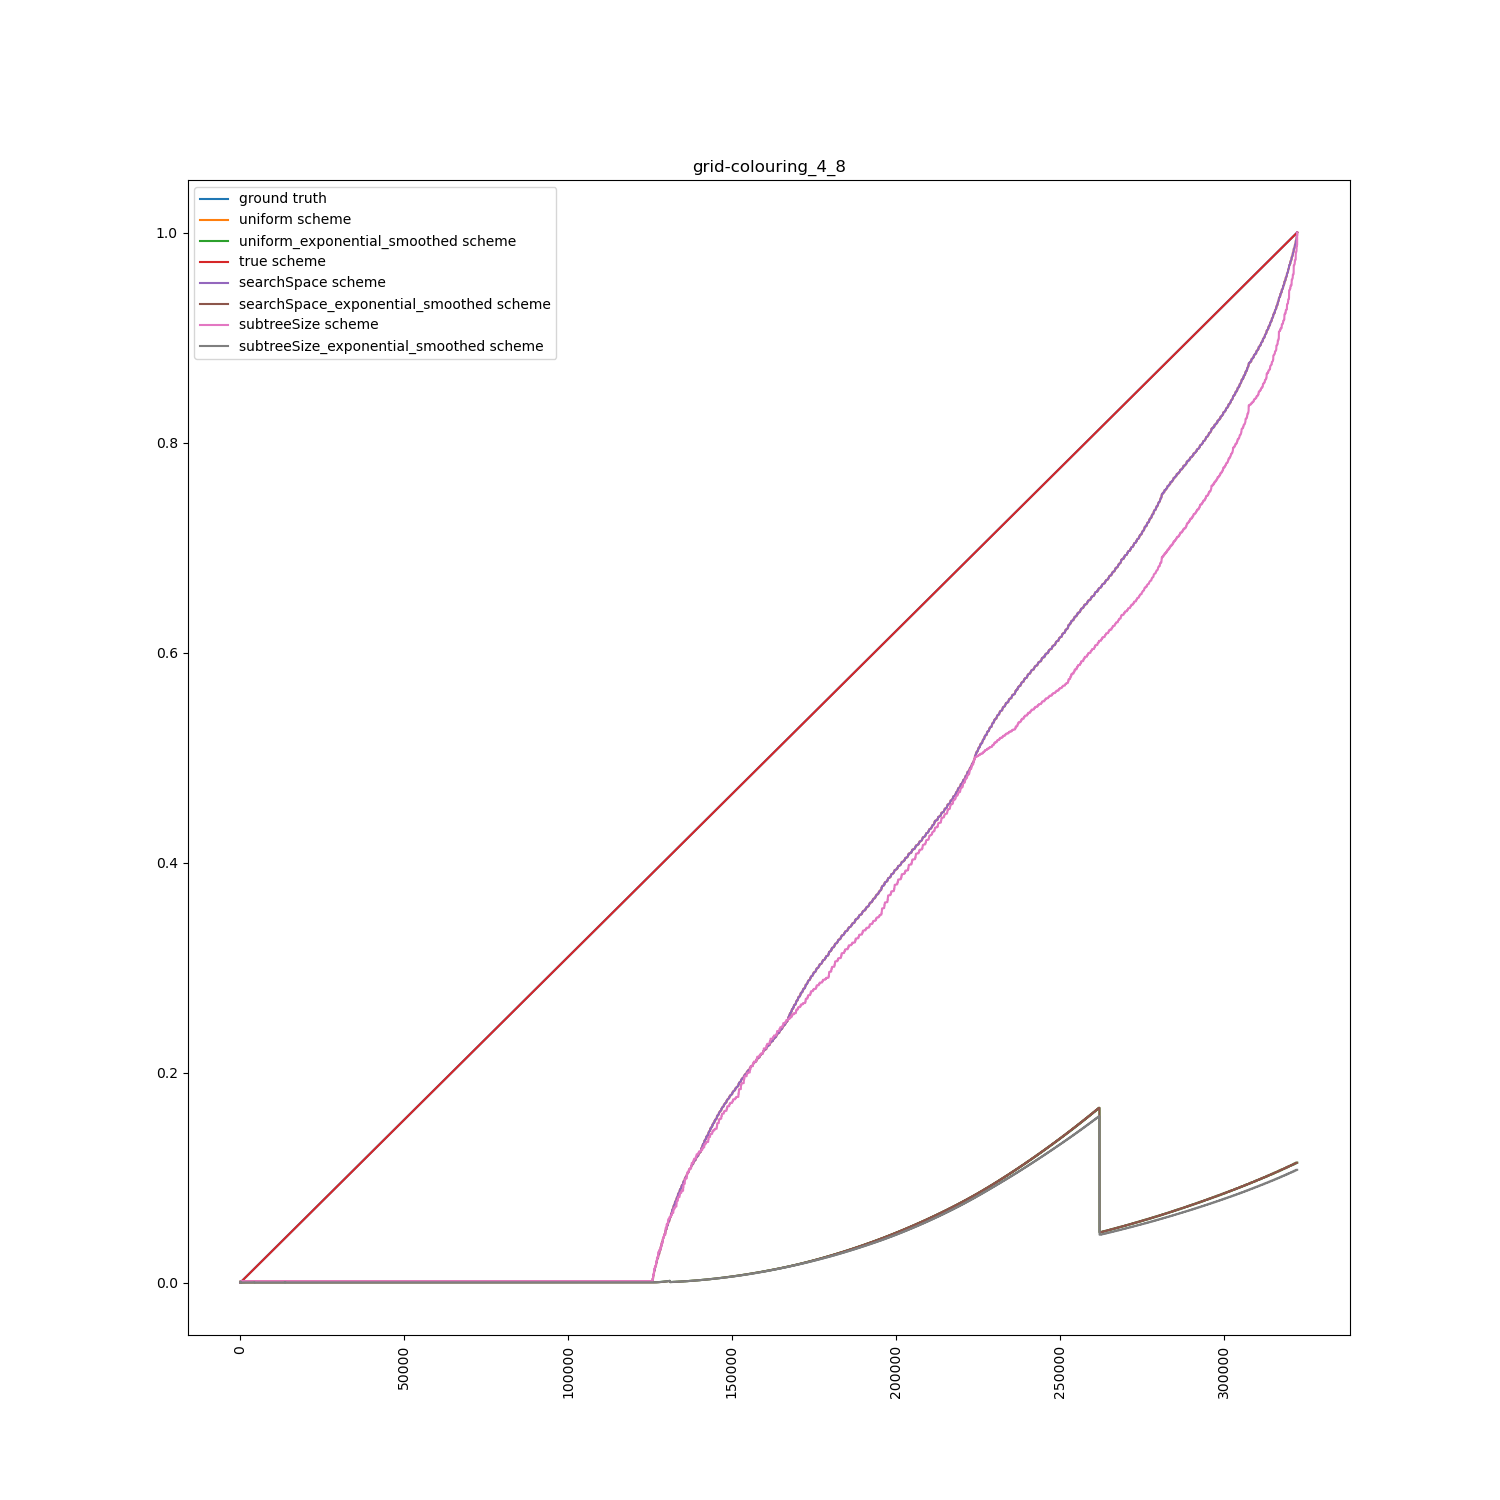 grid-colouring_4_8
ground truth
uniform scheme
uniform_exponential_smoothed scheme
true scheme
searchSpace scheme
searchSpace_exponential_smoothed scheme
subtreeSize scheme
subtreeSize_exponential_smoothed scheme
1.0
0.8
0.6
0.4
0.2
0.0
0
50000
100000
150000
200000
250000
300000